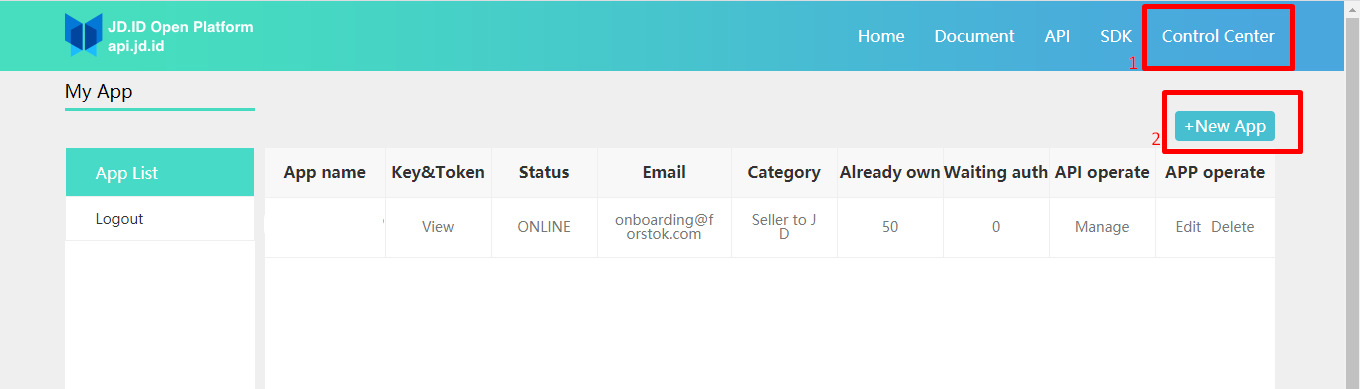 JD.ID Open Platform
api.jd.id
Home Document API SDK Control Center
1
My App
+New App
2
App List
Logout
App name Key&Token Status Email Category Already own Waiting auth API operate APP operate
View ONLINE onboarding@f Seller to J 50 0 Manage Edit Delete
orstok.com D